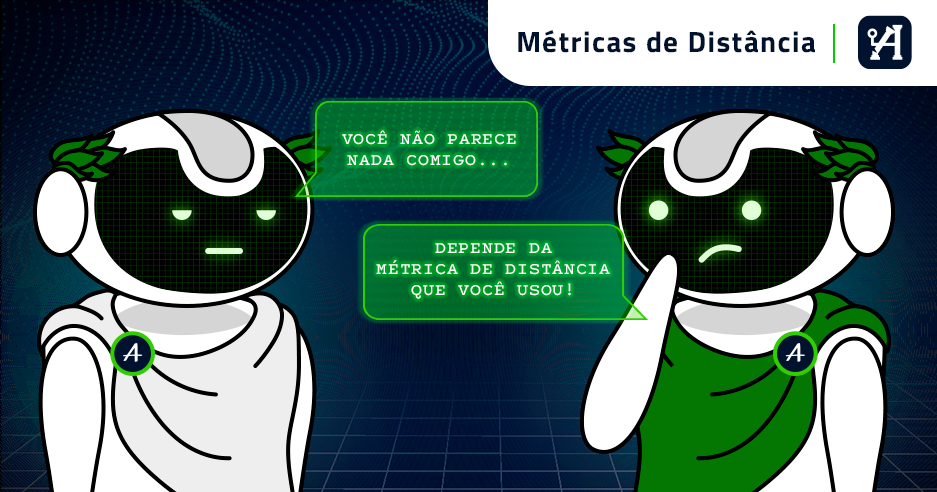 Métricas de Distância
A
VOCÊ NÃO PARECE
NADA COMIGO...
DEPENDE DA
MÉTRICA DE DISTÂNCIA
QUE VOCÊ USOU!
A
A